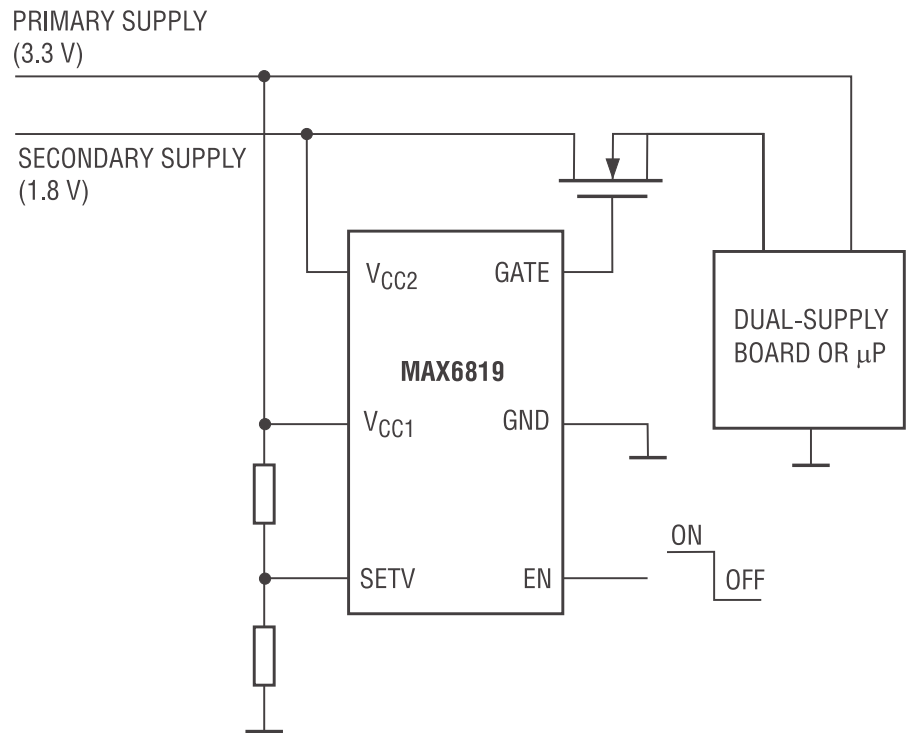 PRIMARY SUPPLY
(3.3 V)
SECONDARY SUPPLY
(1.8 V)
VCC2
GATE
MAX6819
VCC1
GND
SETV
EN
DUAL-SUPPLY
BOARD OR μP
ON
OFF